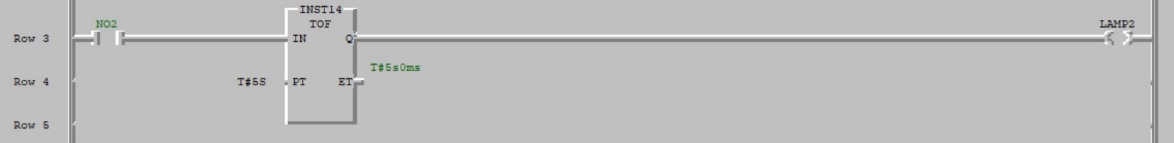 INST14
NO2 TOF LAMP2
Row 3 IN Q
T#5s0ms
Row 4 T#5S PT ET
Row 5